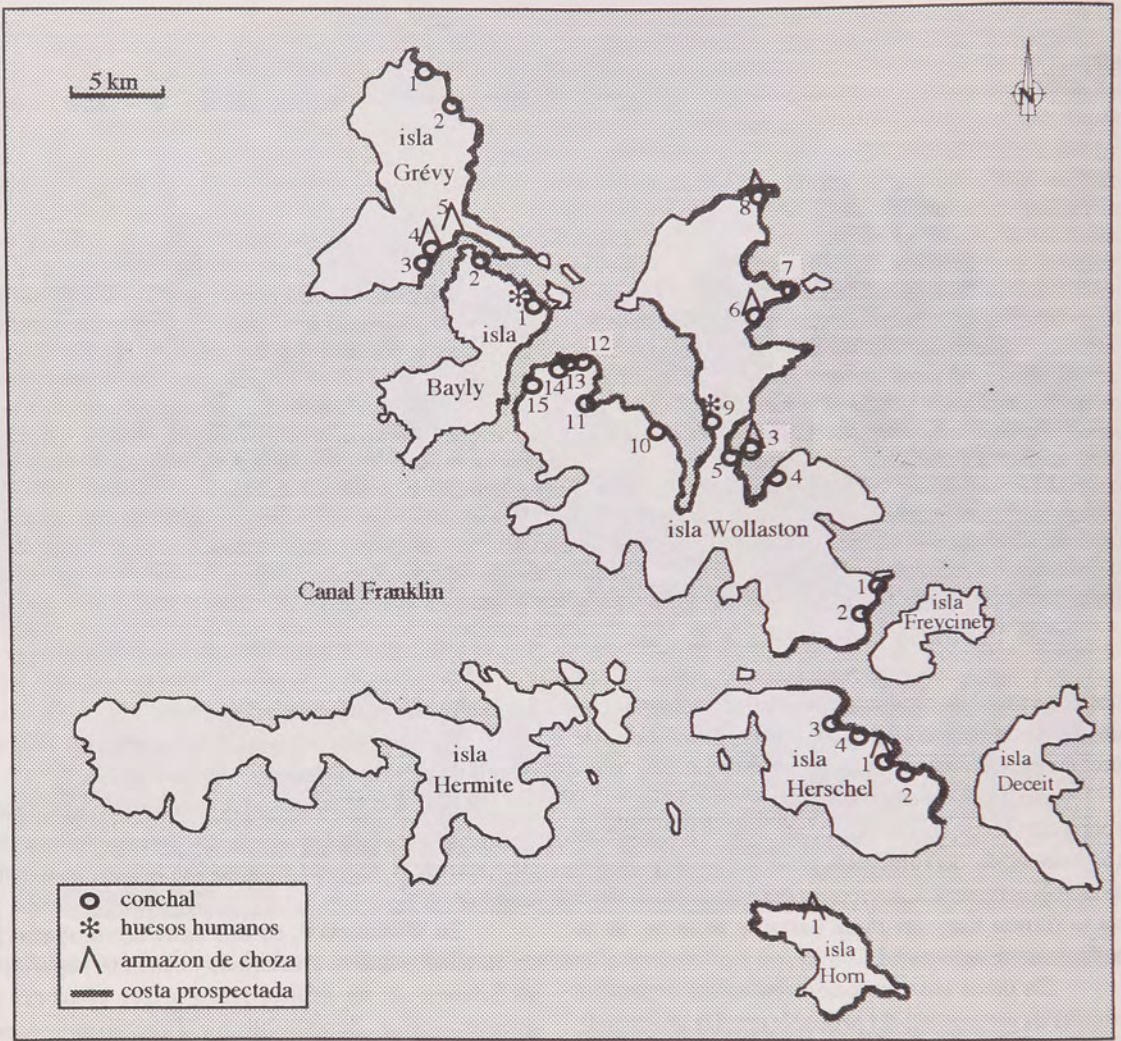 5 km
N
1
2
isla
Grévy
5
4
3
2
1
isla
Bayly
8
7
6
12
13
14
15
11
10
9
3
5
4
isla Wollaston
Canal Franklin
1
2
isla
Freycinet
3
4
1
2
isla
Herschel
isla
Hermite
isla
Deceit
1
isla
Horn
conchal
huesos humanos
armazon de choza
costa prospectada